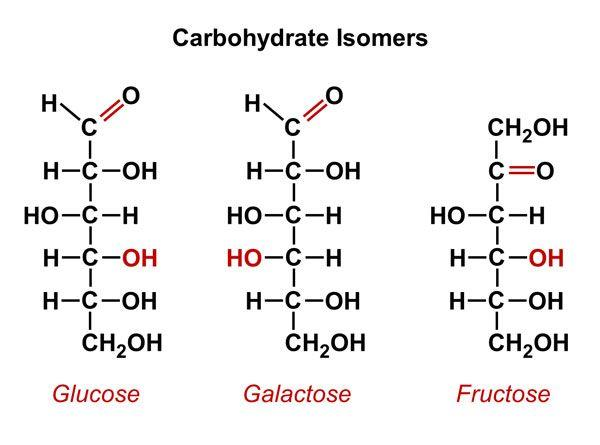 Carbohydrate Isomers
H O H O
C C CH₂OH
H–C–OH H–C–OH C=O
HO–C–H HO–C–H HO–C–H
H–C–OH HO–C–H H–C–OH
H–C–OH H–C–OH H–C–OH
CH₂OH CH₂OH CH₂OH
Glucose Galactose Fructose